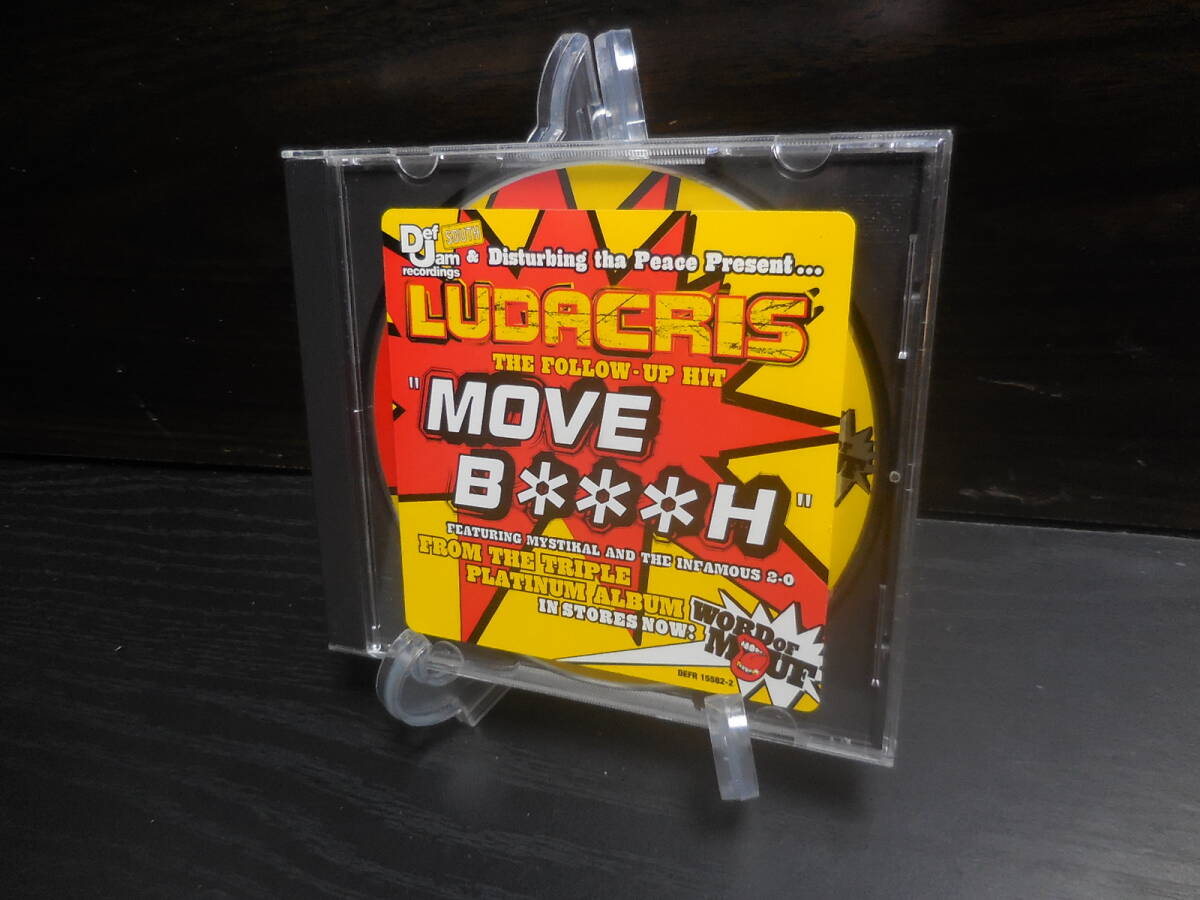 Def Jam SOUTH
recordings
& Disturbing tha Peace Present...
LUDACRIS
THE FOLLOW-UP HIT
"MOVE
B***H"
FEATURING MYSTIKAL AND THE INFAMOUS 2-0
FROM THE TRIPLE
PLATINUM ALBUM
IN STORES NOW:
WORD OF
MOUF
DEFR 15582-2